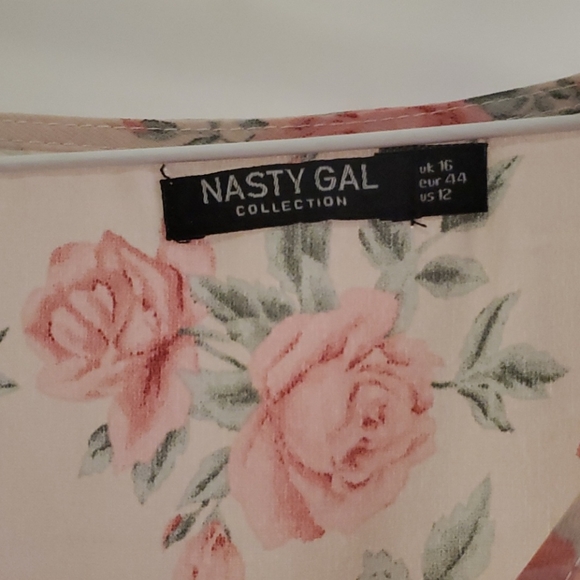 NASTY GAL
COLLECTION
uk 16
eur 44
us 12